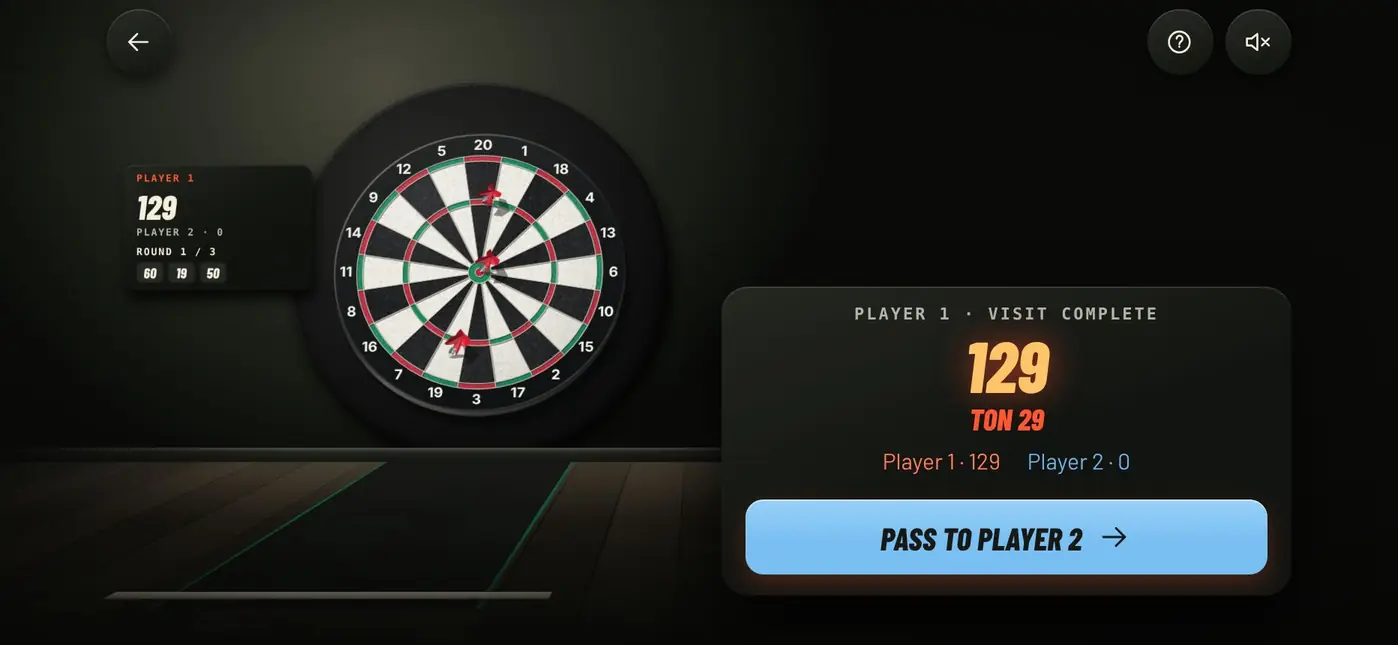 PLAYER 1
129
PLAYER 2 · 0
ROUND 1 / 3
60 19 50
20
1
18
4
13
6
10
15
2
17
3
19
7
16
8
11
14
9
12
5
PLAYER 1 · VISIT COMPLETE
129
TON 29
Player 1 · 129 Player 2 · 0
PASS TO PLAYER 2 →